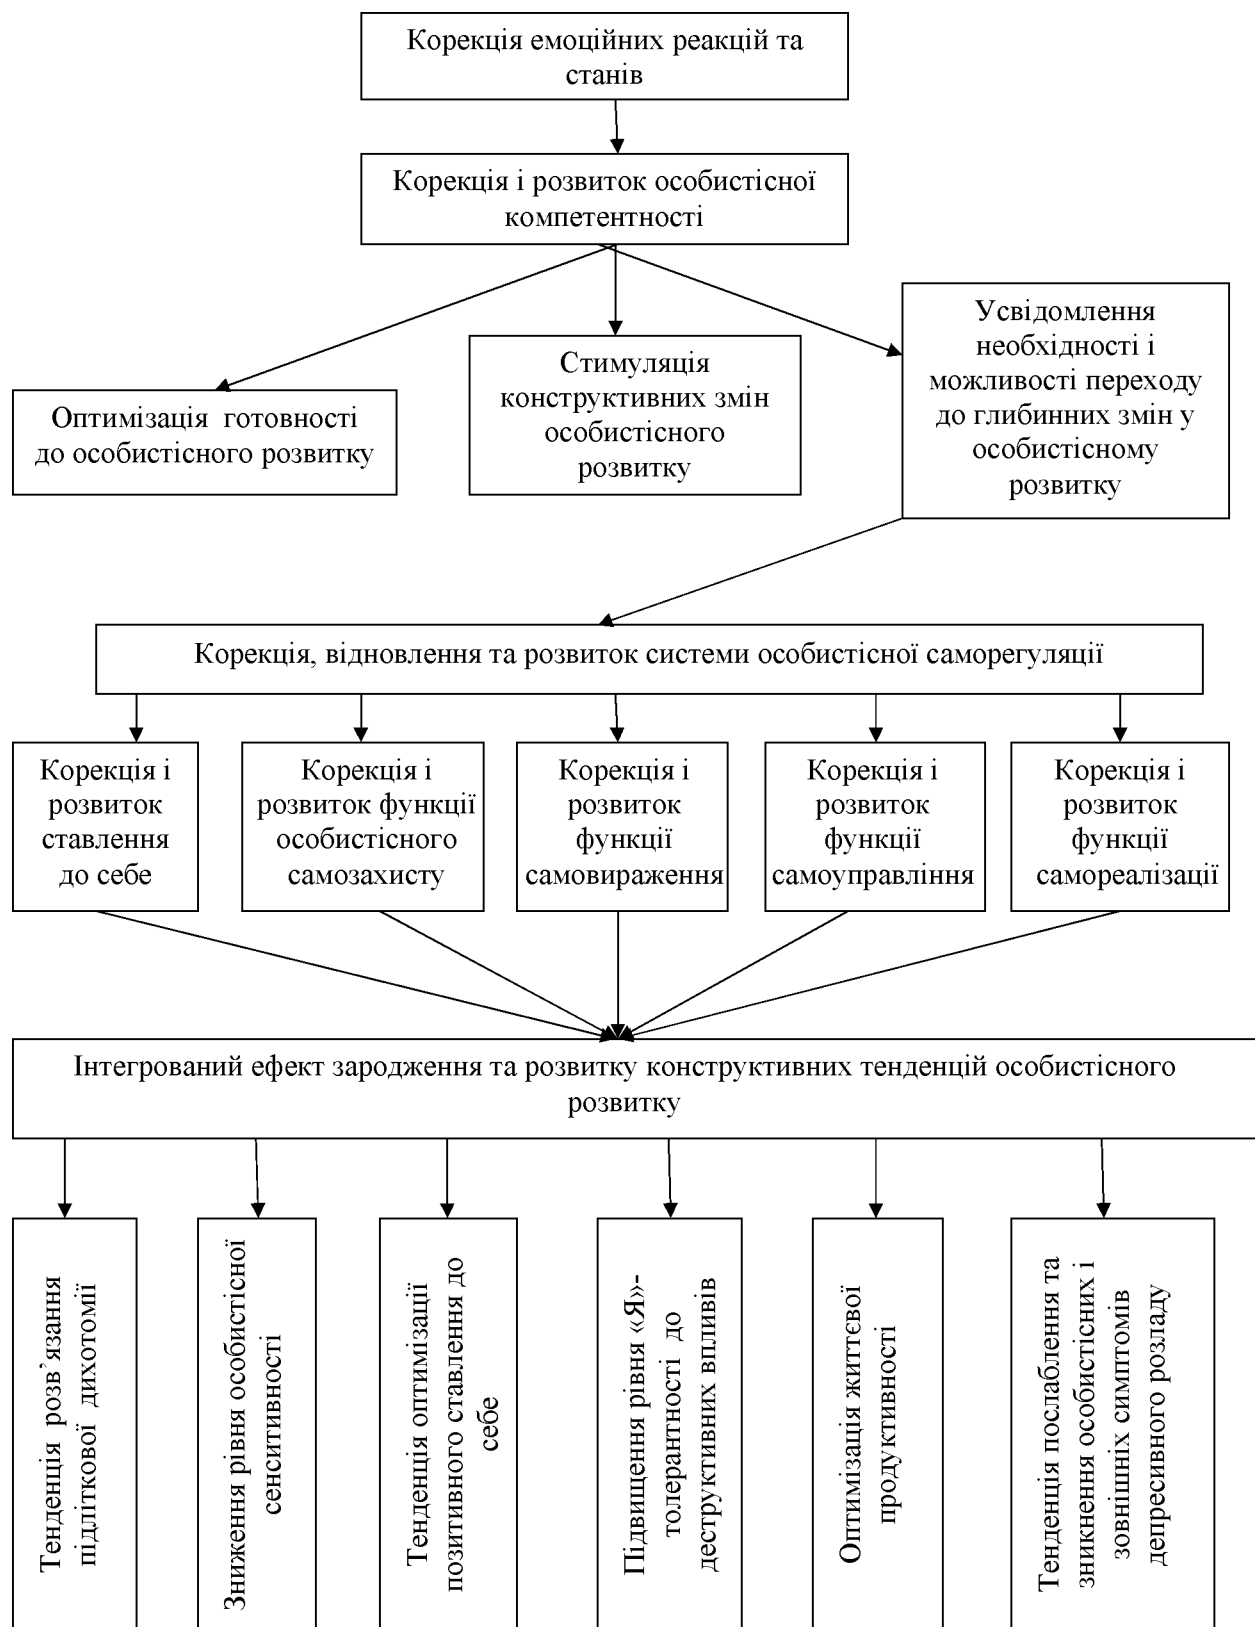 Корекція емоційних реакцій та
станів
Корекція і розвиток особистісної
компетентності
Оптимізація готовності
до особистісного розвитку
Стимуляція
конструктивних змін
особистісного
розвитку
Усвідомлення
необхідності і
можливості переходу
до глибинних змін у
особистісному
розвитку
Корекція, відновлення та розвиток системи особистісної саморегуляції
Корекція і
розвиток
ставлення
до себе
Корекція і
розвиток функції
особистісного
самозахисту
Корекція і
розвиток
функції
самовираження
Корекція і
розвиток
функції
самоуправління
Корекція і
розвиток
функції
самореалізації
Інтегрований ефект зародження та розвитку конструктивних тенденцій особистісного
розвитку
Тенденція розв’язання
підліткової дихотомії
Зниження рівня особистісної
сенситивності
Тенденція оптимізації
позитивного ставлення до
себе
Підвищення рівня «Я»-
толерантності до
деструктивних впливів
Оптимізація життєвої
продуктивності
Тенденція послаблення та
зникнення особистісних і
зовнішніх симптомів
депресивного розладу